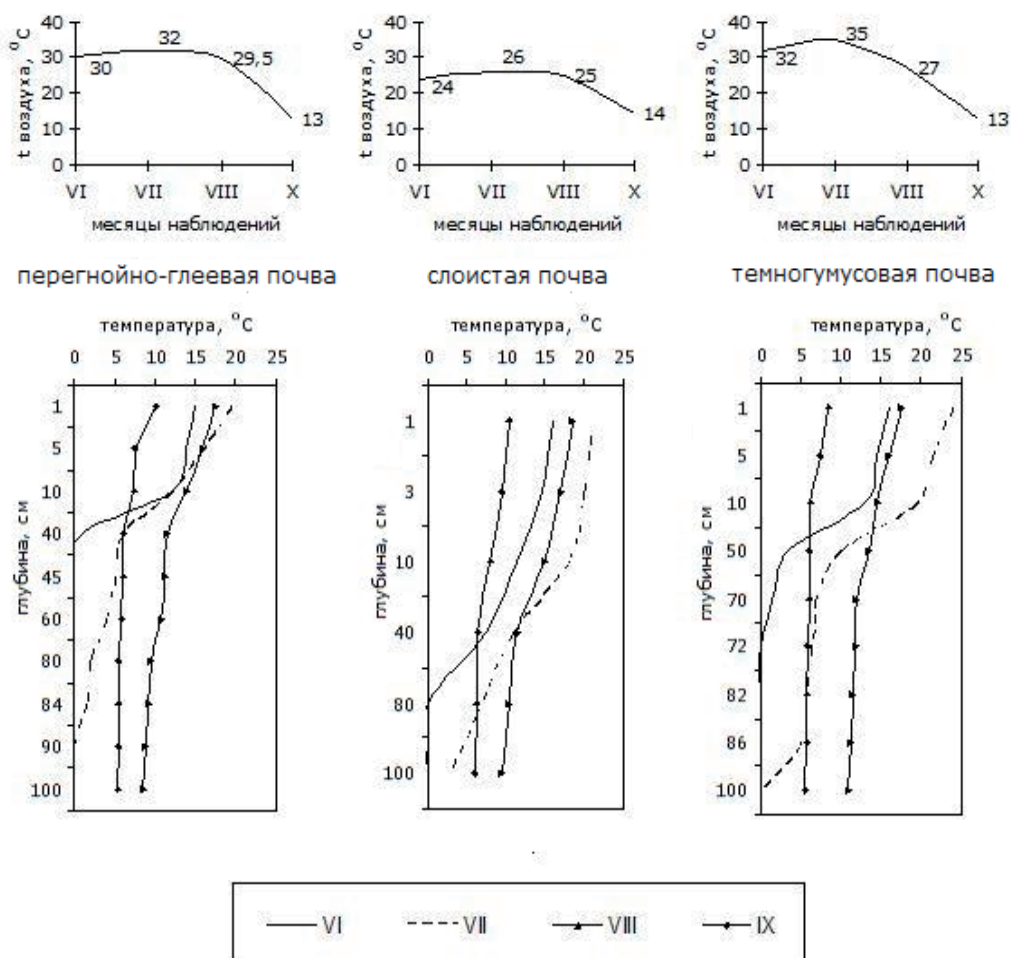 40
30
20
10
0
t воздуха, °C
30
32
29,5
13
VI VII VIII X
месяцы наблюдений
40
30
20
10
0
t воздуха, °C
24
26
25
14
VI VII VIII X
месяцы наблюдений
40
30
20
10
0
t воздуха, °C
32
35
27
13
VI VII VIII X
месяцы наблюдений
перегнойно-глеевая почва
слоистая почва
темногумусовая почва
температура, °C
0 5 10 15 20 25
глубина, см
1
5
10
40
45
60
80
84
90
100
температура, °C
0 5 10 15 20 25
глубина, см
1
3
10
40
80
100
температура, °C
0 5 10 15 20 25
глубина, см
1
5
10
50
70
72
82
86
100
VI VII VIII IX